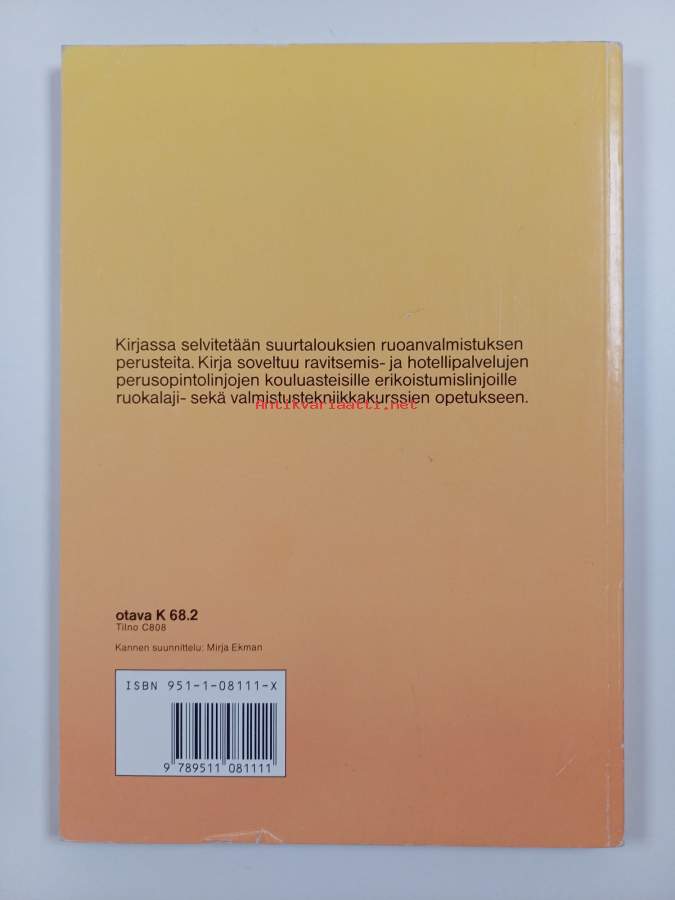 Kirjassa selvitetään suurtalouksien ruoanvalmistuksen
perusteita. Kirja soveltuu ravitsemis- ja hotellipalvelujen
perusopintolinjojen kouluasteisille erikoistumislinjoille
ruokalaji- sekä valmistustekniikkakurssien opetukseen.
Antikvariaatti.net
otava K 68.2
Tilno C808
Kannen suunnittelu: Mirja Ekman
ISBN 951-1-08111-X
9 789511 081111